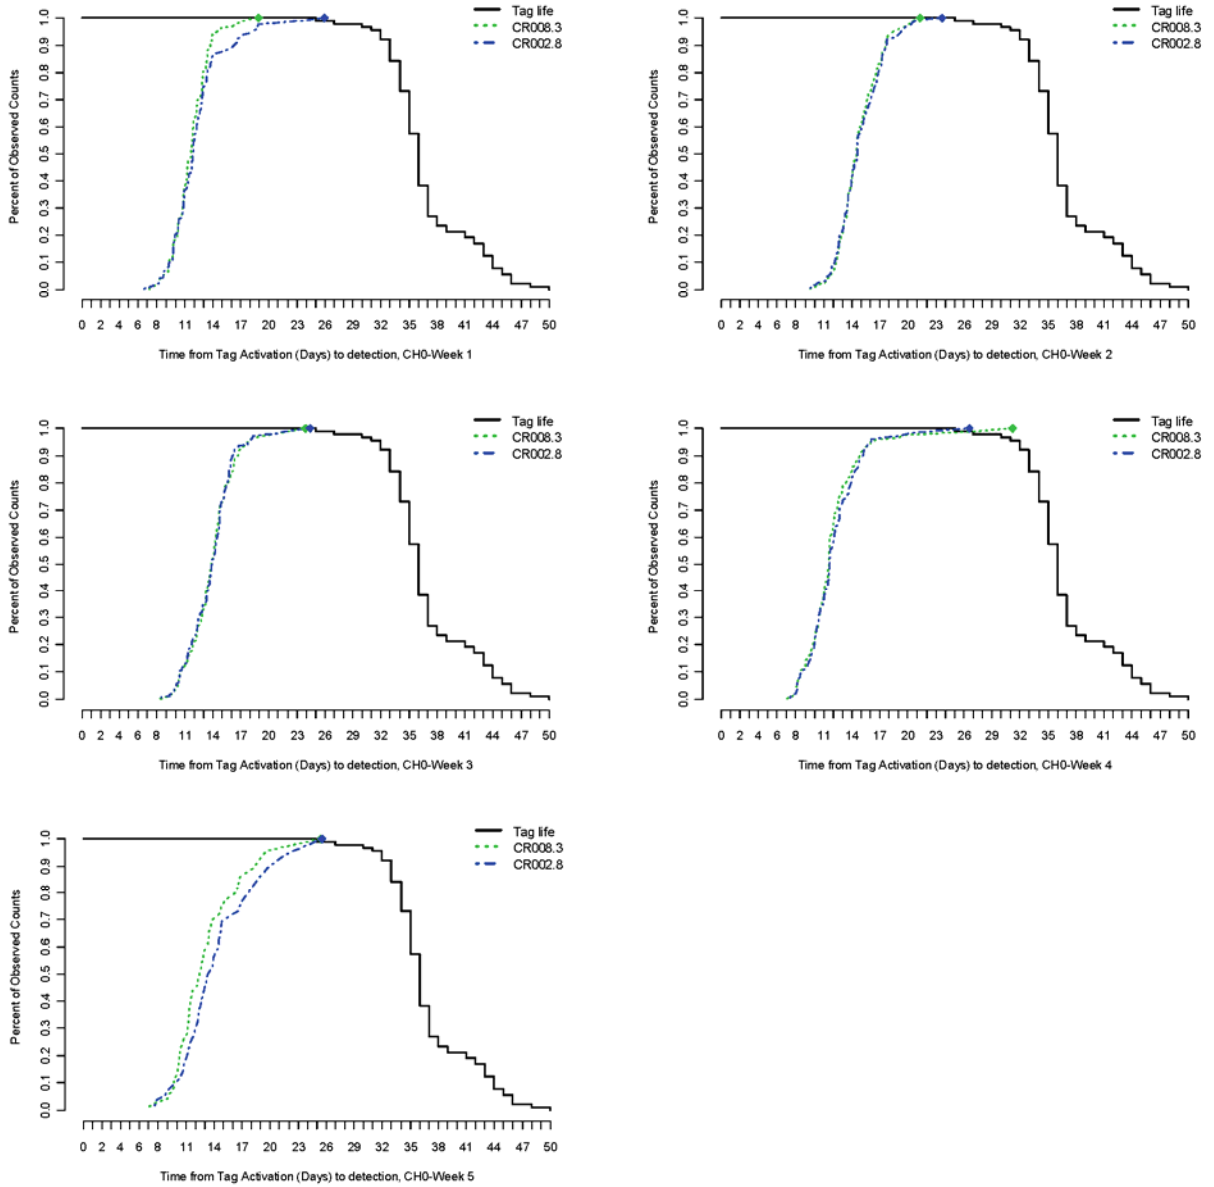 Tag life
CR008.3
CR002.8
Percent of Observed Counts
1.0
0.9
0.8
0.7
0.6
0.5
0.4
0.3
0.2
0.1
0.0
0 2 4 6 8 11 14 17 20 23 26 29 32 35 38 41 44 47 50
Time from Tag Activation (Days) to detection, CH0-Week 1
Tag life
CR008.3
CR002.8
Percent of Observed Counts
1.0
0.9
0.8
0.7
0.6
0.5
0.4
0.3
0.2
0.1
0.0
0 2 4 6 8 11 14 17 20 23 26 29 32 35 38 41 44 47 50
Time from Tag Activation (Days) to detection, CH0-Week 2
Tag life
CR008.3
CR002.8
Percent of Observed Counts
1.0
0.9
0.8
0.7
0.6
0.5
0.4
0.3
0.2
0.1
0.0
0 2 4 6 8 11 14 17 20 23 26 29 32 35 38 41 44 47 50
Time from Tag Activation (Days) to detection, CH0-Week 3
Tag life
CR008.3
CR002.8
Percent of Observed Counts
1.0
0.9
0.8
0.7
0.6
0.5
0.4
0.3
0.2
0.1
0.0
0 2 4 6 8 11 14 17 20 23 26 29 32 35 38 41 44 47 50
Time from Tag Activation (Days) to detection, CH0-Week 4
Tag life
CR008.3
CR002.8
Percent of Observed Counts
1.0
0.9
0.8
0.7
0.6
0.5
0.4
0.3
0.2
0.1
0.0
0 2 4 6 8 11 14 17 20 23 26 29 32 35 38 41 44 47 50
Time from Tag Activation (Days) to detection, CH0-Week 5